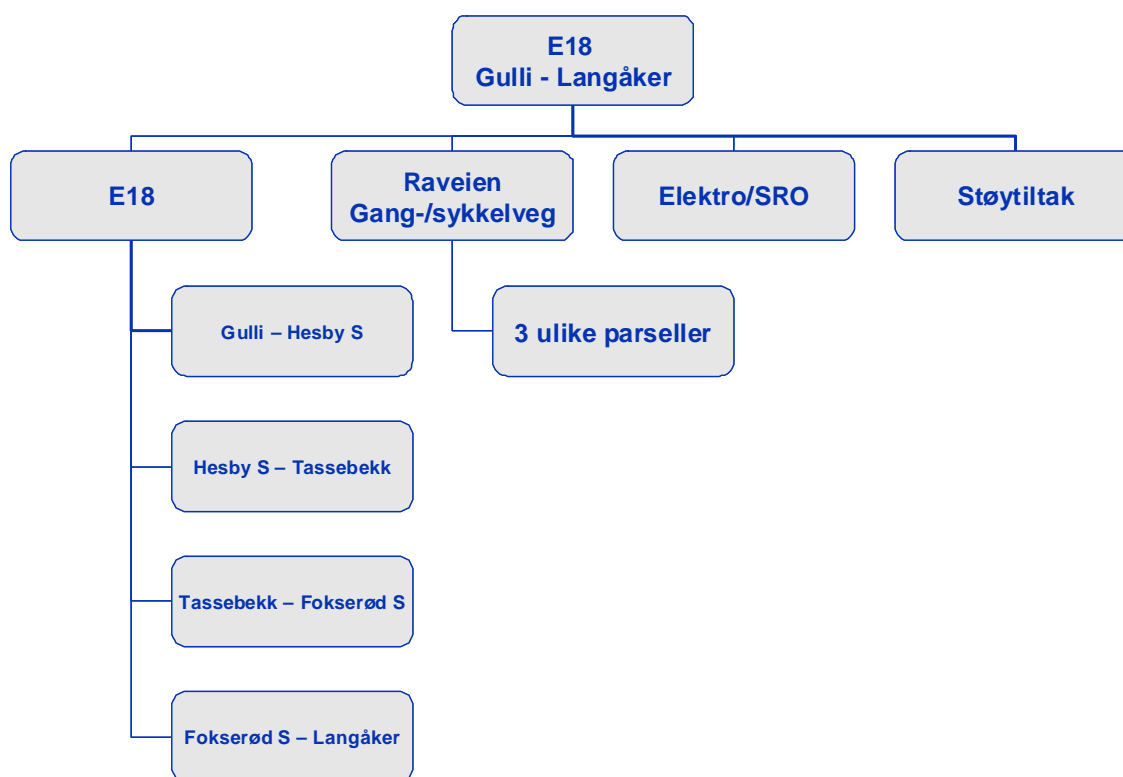 E18
Gulli - Langåker
E18
Raveien
Gang-/sykkelveg
Elektro/SRO
Støytiltak
Gulli – Hesby S
3 ulike parseller
Hesby S – Tassebekk
Tassebekk – Fokserød S
Fokserød S – Langåker